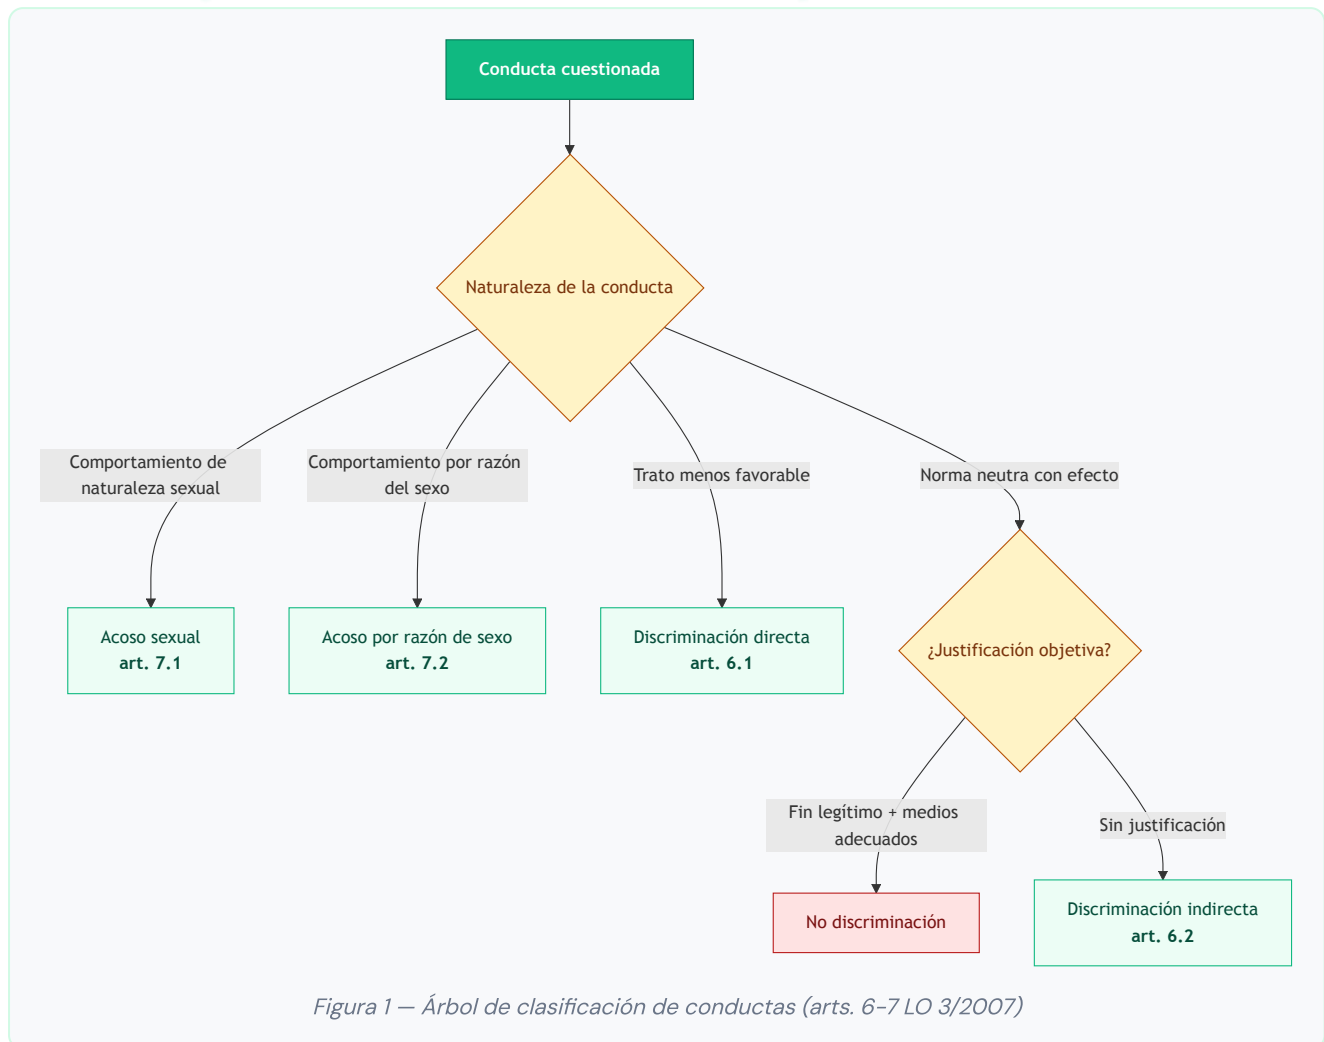 Conducta cuestionada
Naturaleza de la conducta
Comportamiento de
naturaleza sexual
Comportamiento por razón
del sexo
Trato menos favorable
Norma neutra con efecto
Acoso sexual
art. 7.1
Acoso por razón de sexo
art. 7.2
Discriminación directa
art. 6.1
¿Justificación objetiva?
Fin legítimo + medios
adecuados
Sin justificación
No discriminación
Discriminación indirecta
art. 6.2
Figura 1 — Árbol de clasificación de conductas (arts. 6-7 LO 3/2007)